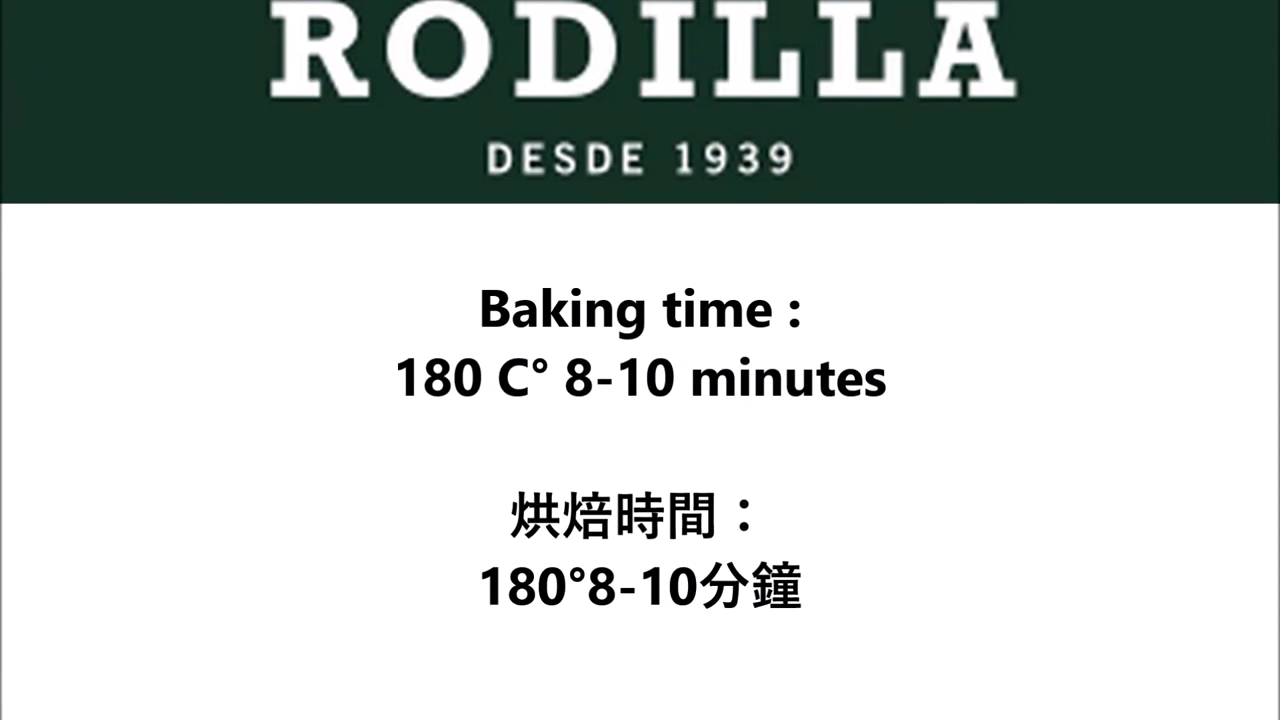 RODILLA
DESDE 1939
Baking time :
180 C° 8-10 minutes
烘焙時間：
180°8-10分鐘